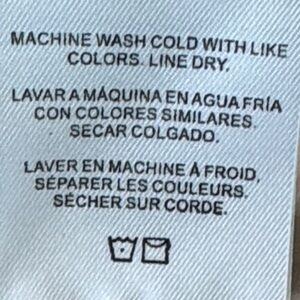 MACHINE WASH COLD WITH LIKE
COLORS. LINE DRY.
LAVAR A MÁQUINA EN AGUA FRÍA
CON COLORES SIMILARES.
SECAR COLGADO.
LAVER EN MACHINE À FROID,
SÉPARER LES COULEURS.
SÉCHER SUR CORDE.